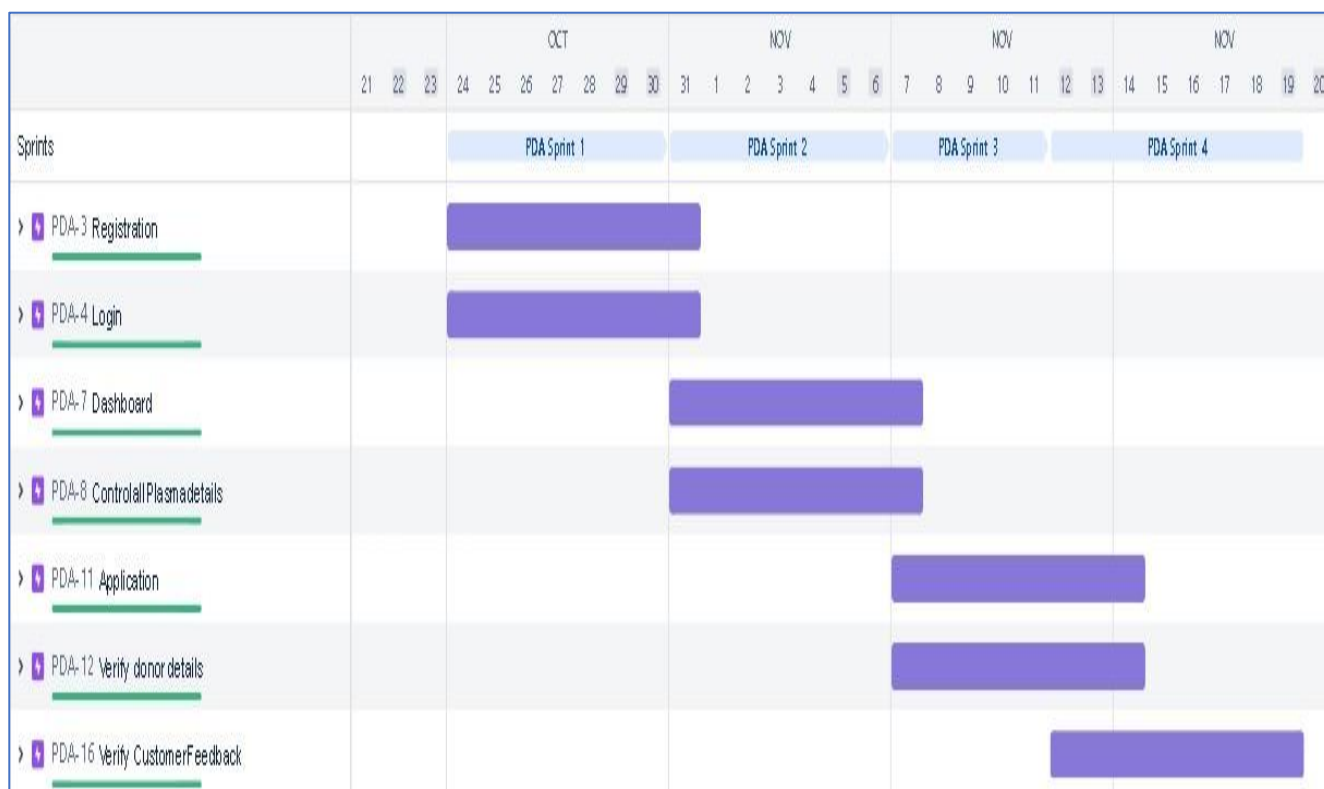 OCT NOV NOV NOV
21 22 23 24 25 26 27 28 29 30 31 1 2 3 4 5 6 7 8 9 10 11 12 13 14 15 16 17 18 19 20
Sprints PDA Sprint 1 PDA Sprint 2 PDA Sprint 3 PDA Sprint 4
PDA-3 Registration
PDA-4 Login
PDA-7 Dashboard
PDA-8 ControlallPlasmadetails
PDA-11 Application
PDA-12 Verify donor details
PDA-16 Verify CustomerFeedback